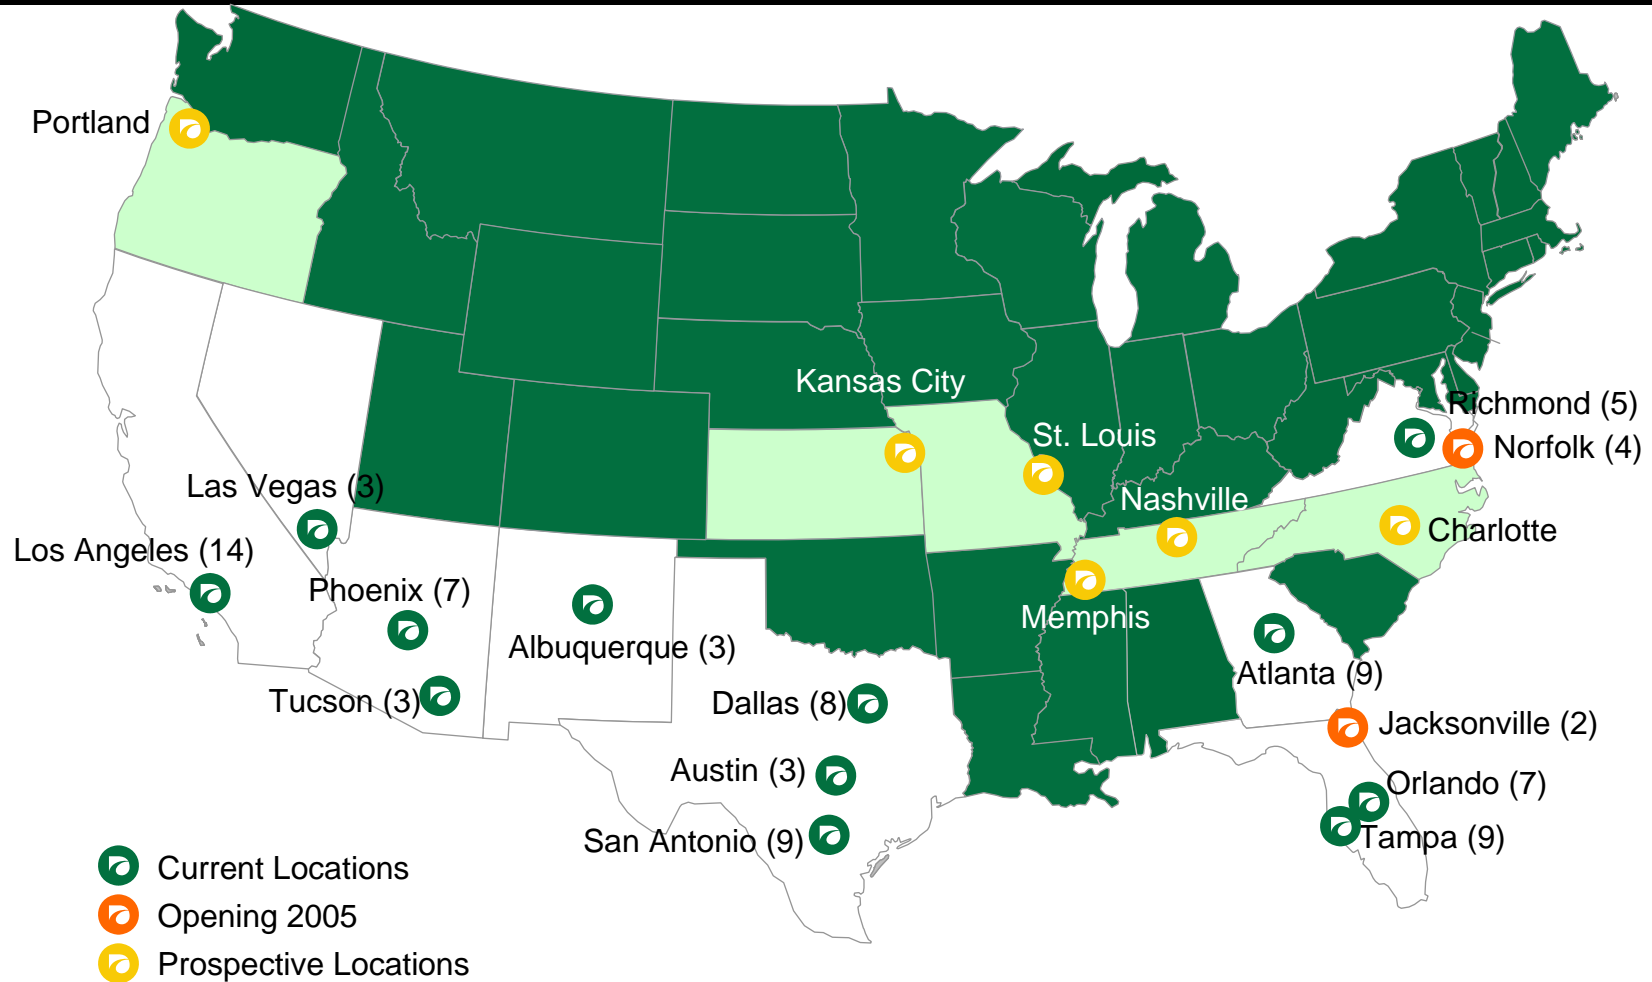 Portland
Kansas City
Richmond (5)
St. Louis
Norfolk (4)
Las Vegas (3)
Nashville
Charlotte
Los Angeles (14)
Phoenix (7)
Memphis
Albuquerque (3)
Atlanta (9)
Tucson (3)
Dallas (8)
Jacksonville (2)
Austin (3)
Orlando (7)
San Antonio (9)
Tampa (9)
Current Locations
Opening 2005
Prospective Locations